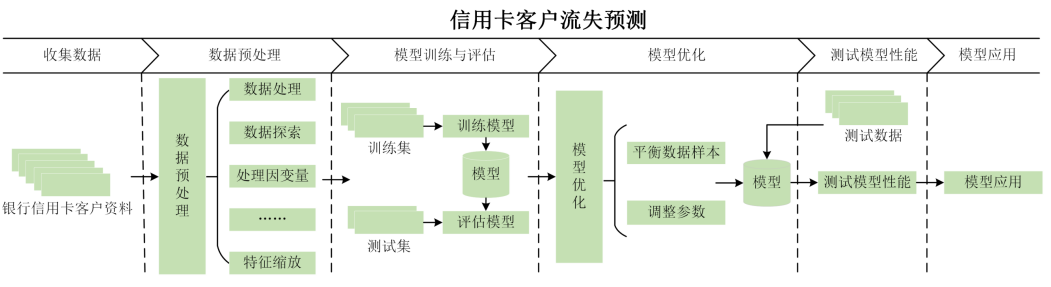 信用卡客户流失预测
收集数据
数据预处理
模型训练与评估
模型优化
测试模型性能
模型应用
银行信用卡客户资料
数据预处理
数据处理
数据探索
处理因变量
……
特征缩放
训练集
训练模型
模型
测试集
评估模型
模型优化
平衡数据样本
调整参数
模型
测试数据
测试模型性能
模型应用